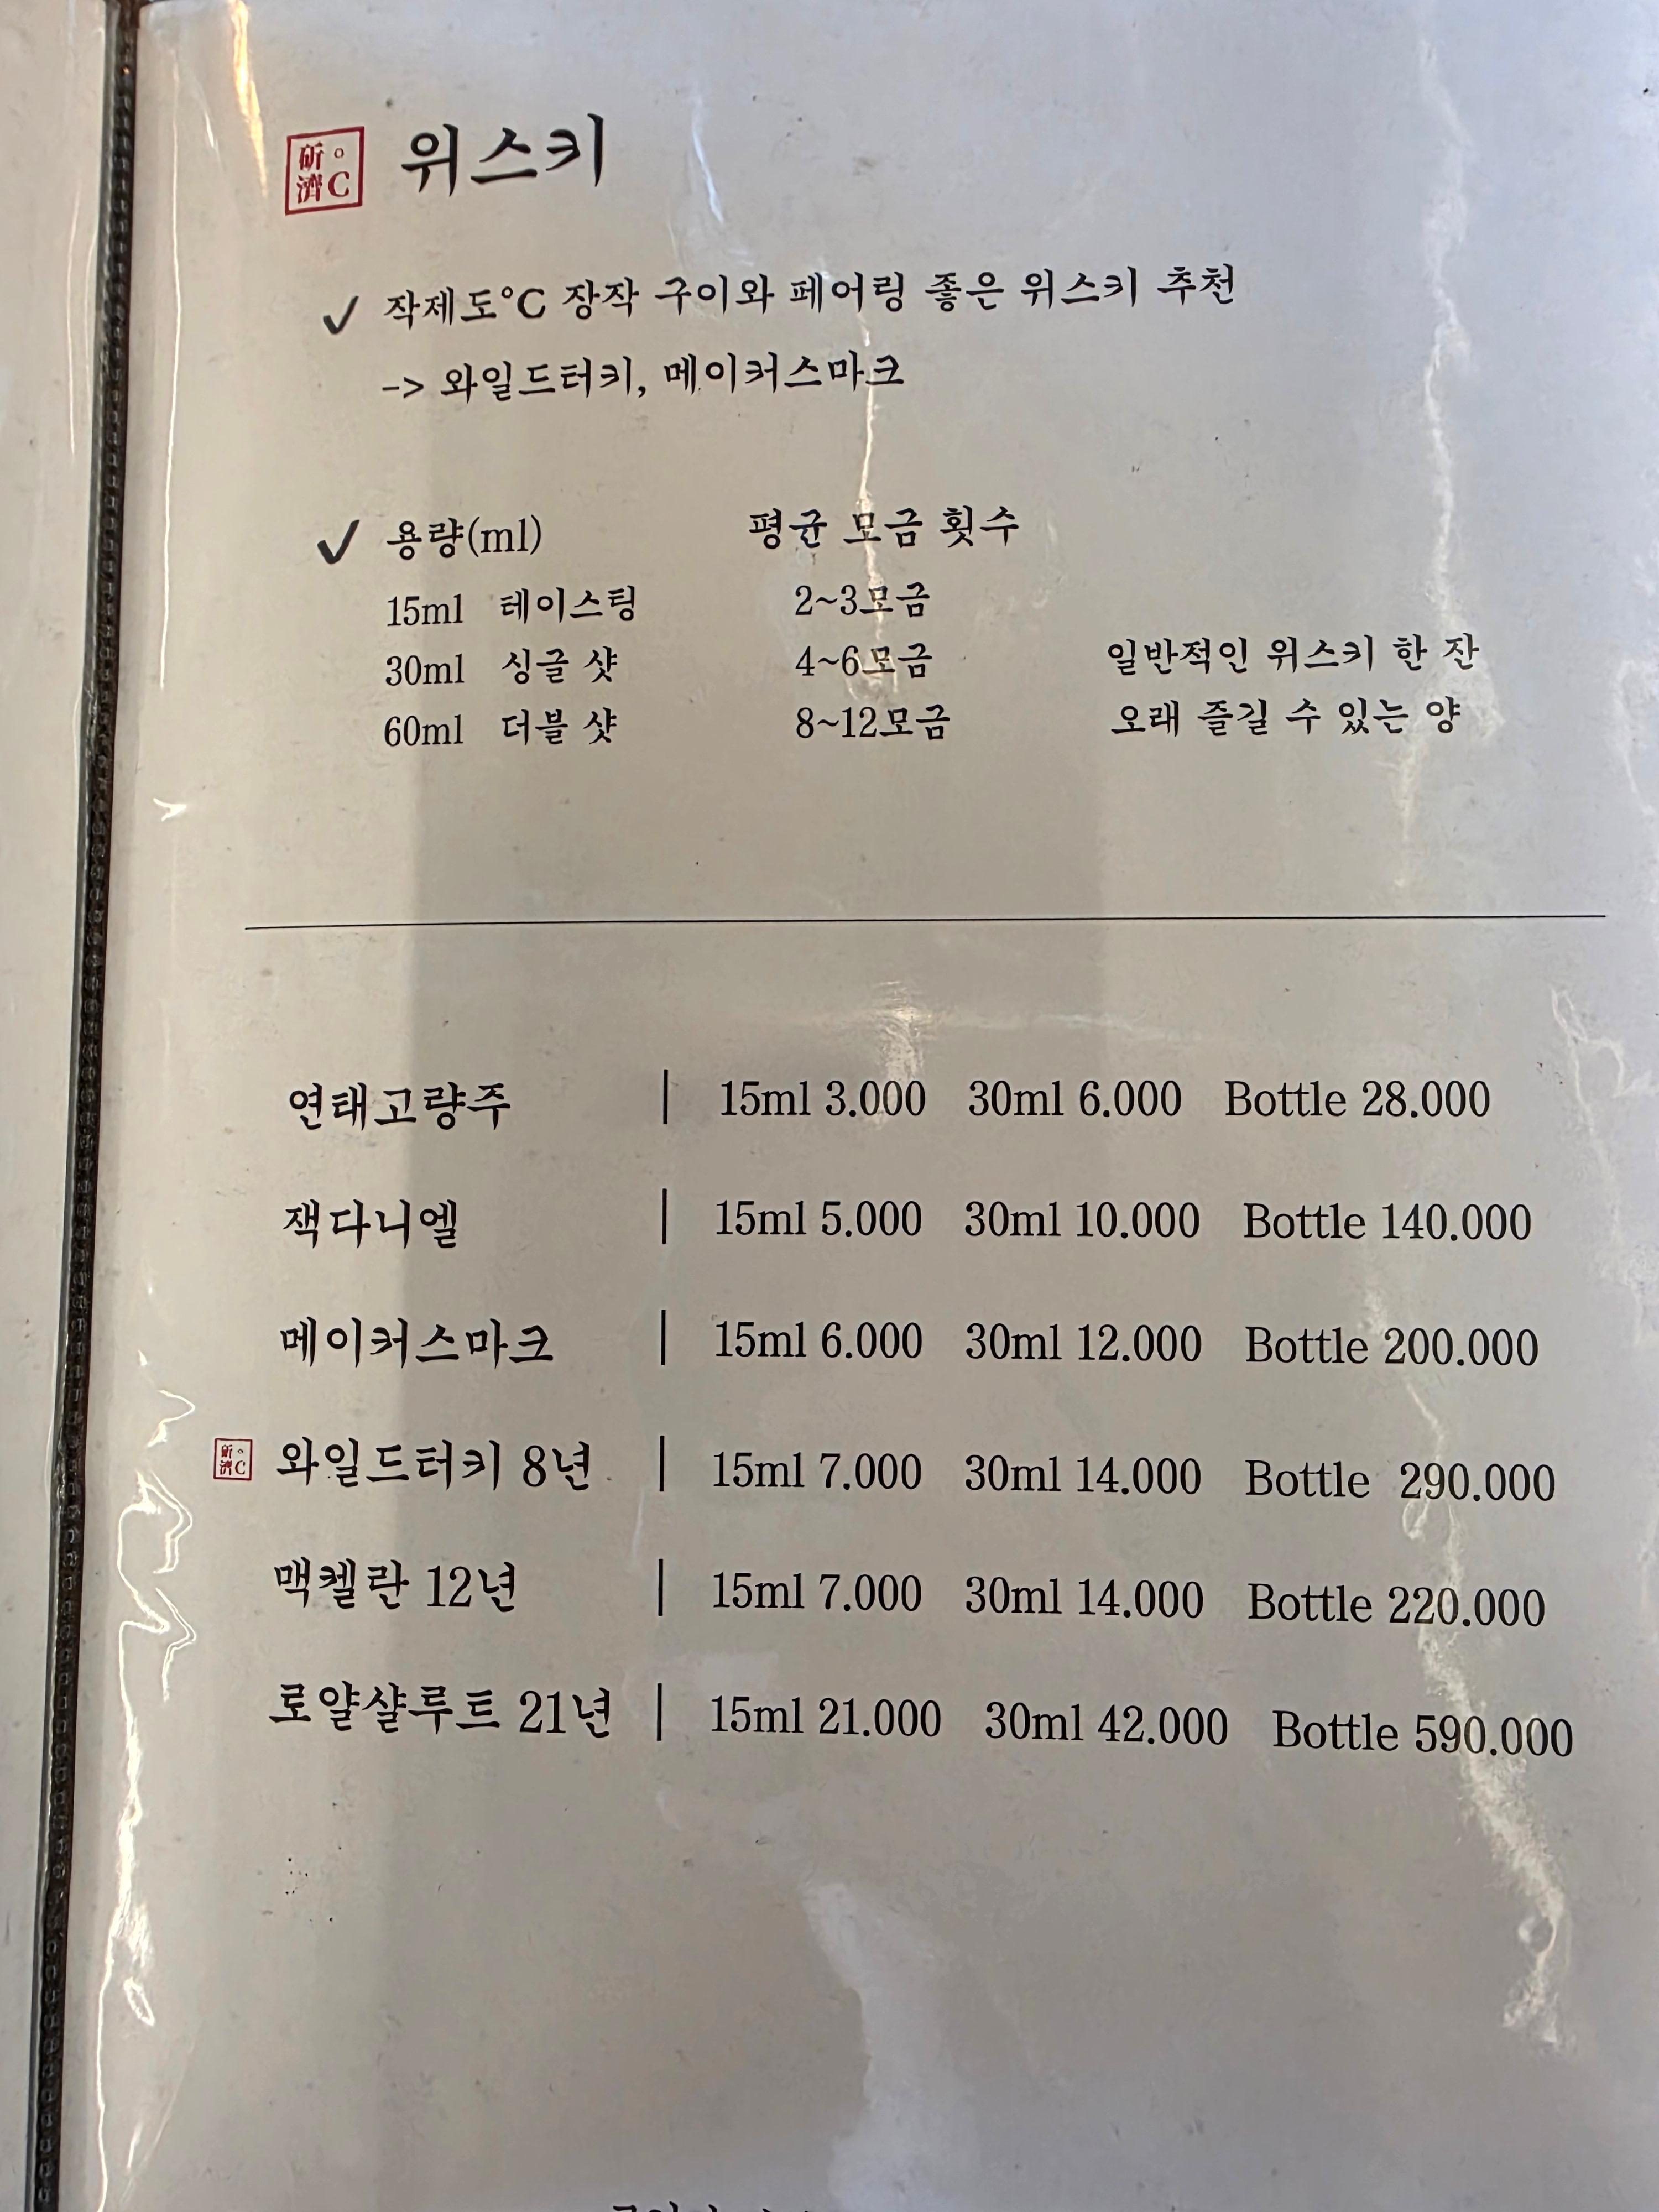 斫°濟C 위스키
✓ 작제도°C 장작 구이와 페어링 좋은 위스키 추천
-> 와일드터키, 메이커스마크
✓ 용량(ml) 평균 모금 횟수
15ml 테이스팅 2~3모금
30ml 싱글 샷 4~6모금 일반적인 위스키 한 잔
60ml 더블 샷 8~12모금 오래 즐길 수 있는 양
연태고량주 | 15ml 3.000 30ml 6.000 Bottle 28.000
잭다니엘 | 15ml 5.000 30ml 10.000 Bottle 140.000
메이커스마크 | 15ml 6.000 30ml 12.000 Bottle 200.000
斫°濟C 와일드터키 8년 | 15ml 7.000 30ml 14.000 Bottle 290.000
맥켈란 12년 | 15ml 7.000 30ml 14.000 Bottle 220.000
로얄샬루트 21년 | 15ml 21.000 30ml 42.000 Bottle 590.000